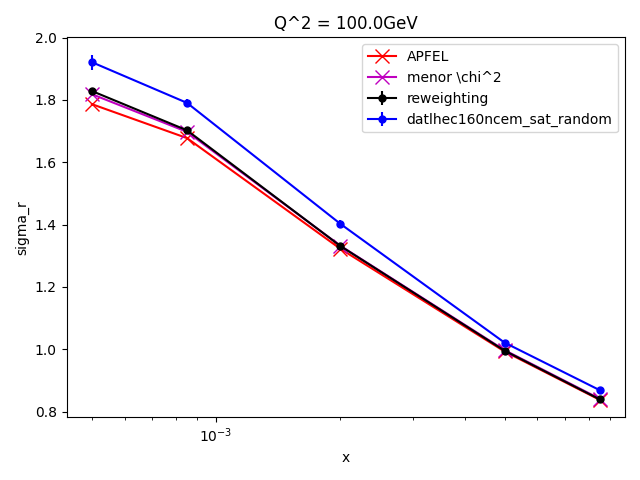 Q^2 = 100.0GeV
APFEL
menor \chi^2
reweighting
datlhec160ncem_sat_random
sigma_r
2.0
1.8
1.6
1.4
1.2
1.0
0.8
10^{-3}
x